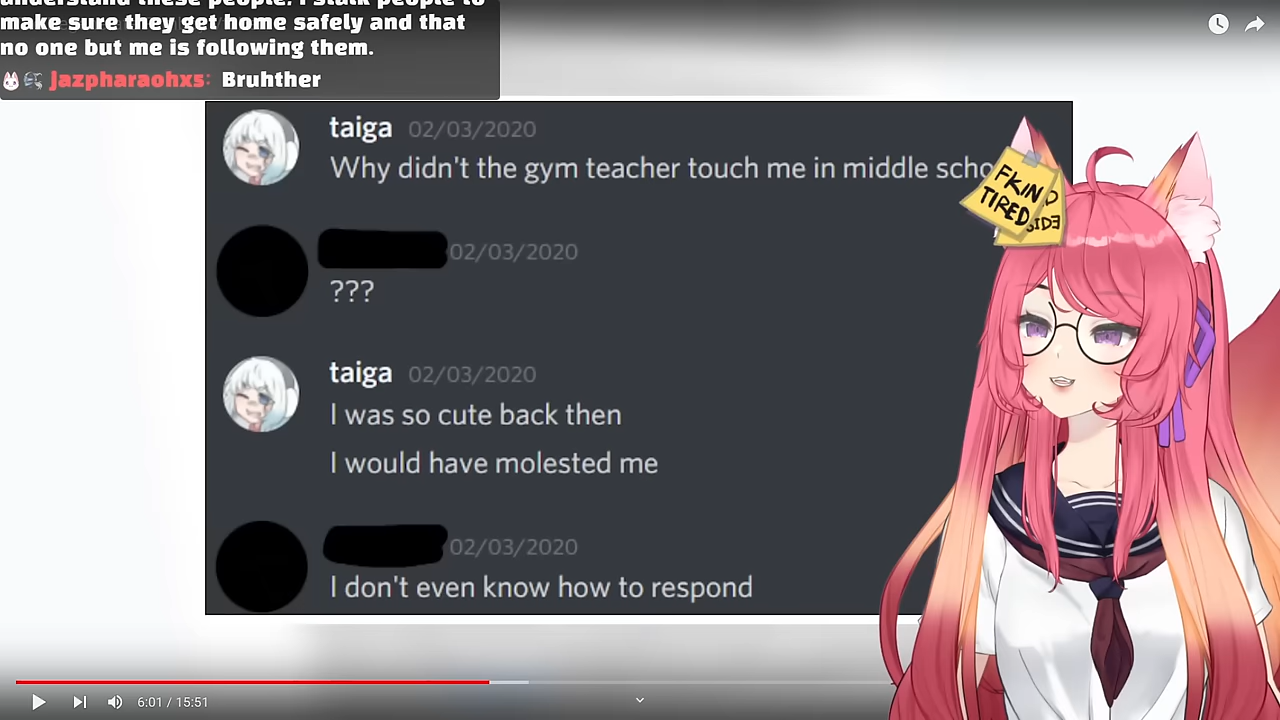 make sure they get home safely and that
no one but me is following them.
Jazpharaohxs: Bruhther
taiga 02/03/2020
Why didn't the gym teacher touch me in middle
FKIN
TIRED
02/03/2020
???
taiga 02/03/2020
I was so cute back then
I would have molested me
02/03/2020
I don't even know how to respond
6:01 / 15:51